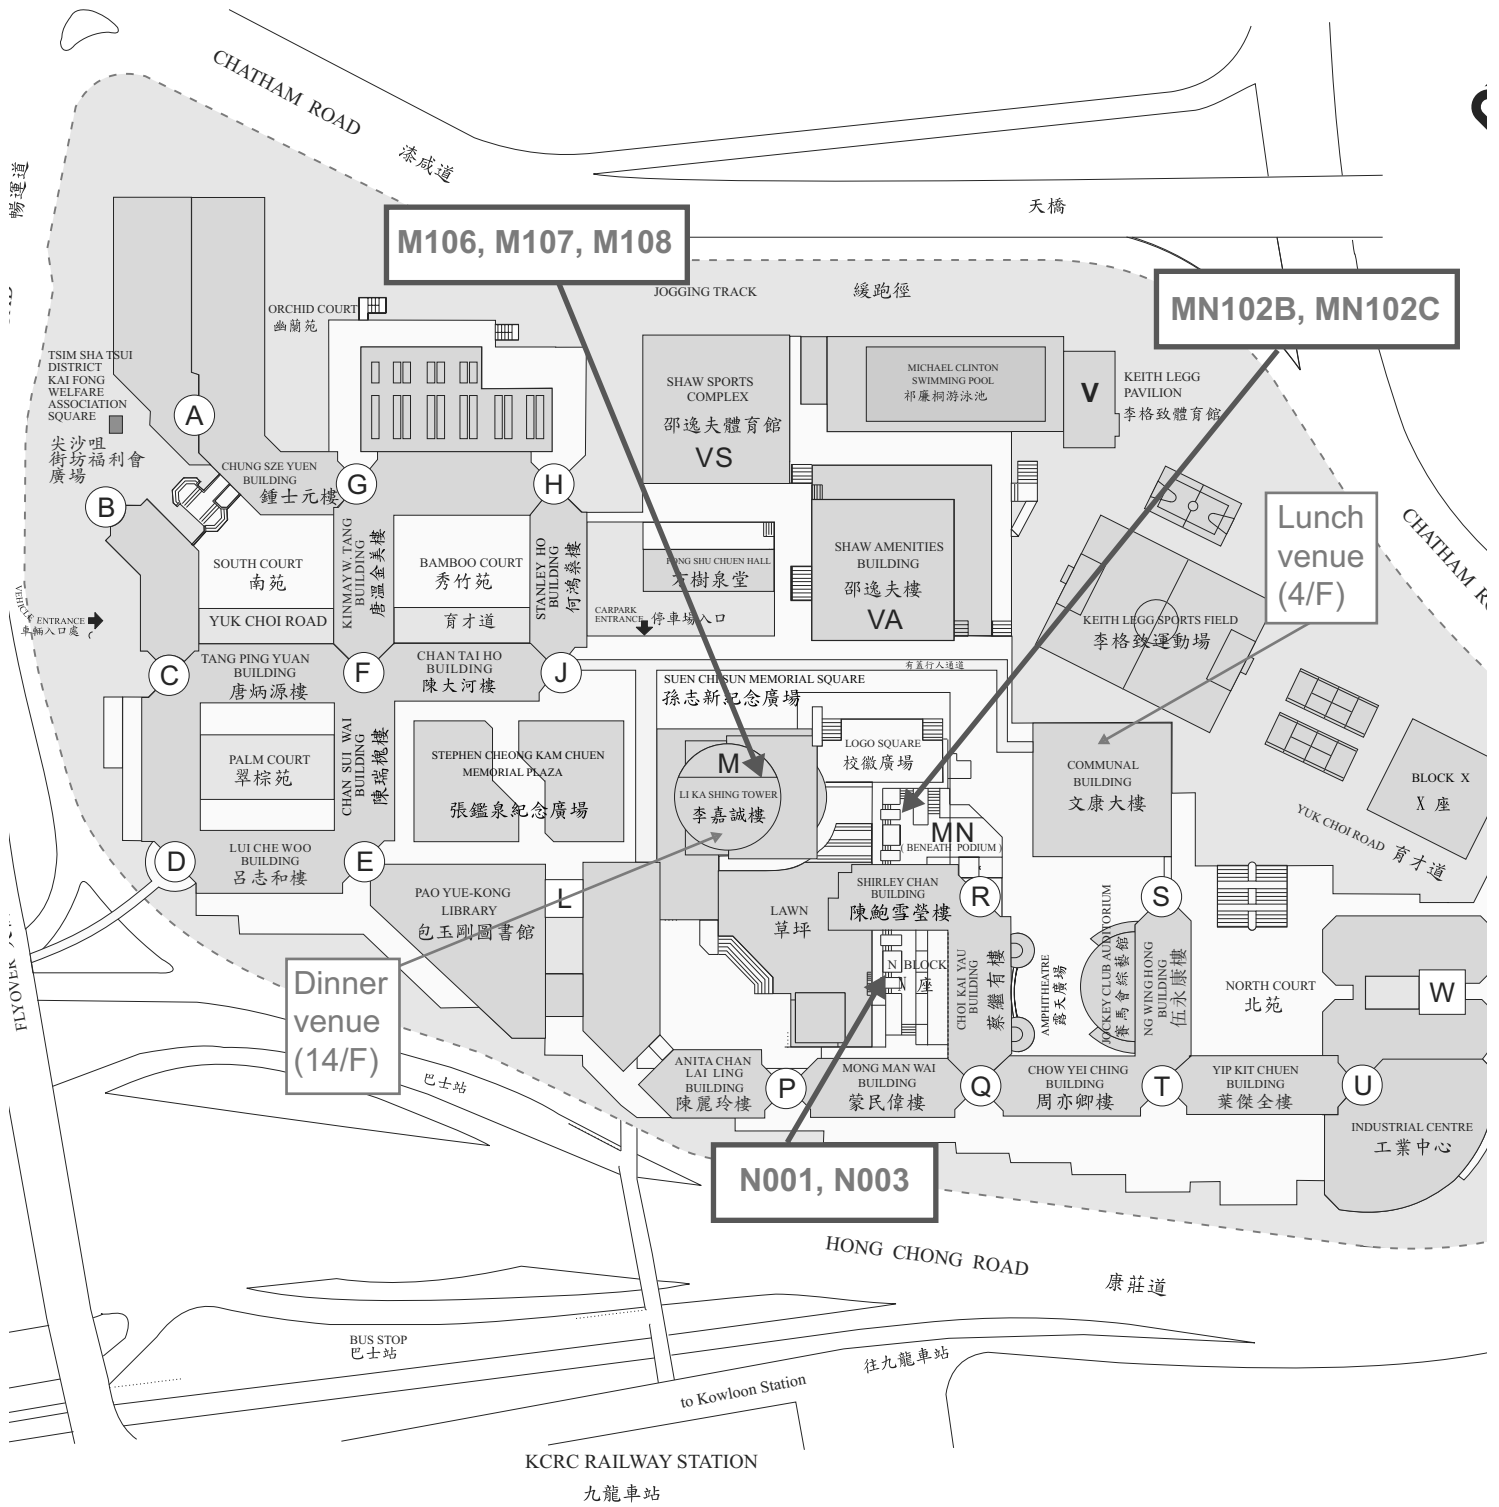 CHATHAM ROAD
漆咸道
暢運道
天橋
M106, M107, M108
MN102B, MN102C
JOGGING TRACK
緩跑徑
ORCHID COURT
幽蘭苑
TSIM SHA TSUI
DISTRICT
KAI FONG
WELFARE
ASSOCIATION
SQUARE
尖沙咀
街坊福利會
廣場
A
SHAW SPORTS
COMPLEX
邵逸夫體育館
VS
MICHAEL CLINTON
SWIMMING POOL
祁廉桐游泳池
V
KEITH LEGG
PAVILION
李格致體育館
CHUNG SZE YUEN
BUILDING
鍾士元樓
G
H
B
Lunch
venue
(4/F)
CHATHAM
SOUTH COURT
南苑
KINMAY W. TANG
BUILDING
唐溫金美樓
BAMBOO COURT
秀竹苑
STANLEY HO
BUILDING
何鴻燊樓
FONG SHU CHUEN HALL
方樹泉堂
SHAW AMENITIES
BUILDING
邵逸夫樓
VA
VEHICLE ENTRANCE
車輛入口處
YUK CHOI ROAD
育才道
CARPARK
ENTRANCE
停車場入口
KEITH LEGG SPORTS FIELD
李格致運動場
C
TANG PING YUAN
BUILDING
唐炳源樓
F
CHAN TAI HO
BUILDING
陳大河樓
J
有蓋行人通道
SUEN CHI SUN MEMORIAL SQUARE
孫志新紀念廣場
PALM COURT
翠棕苑
CHAN SUI WAI
BUILDING
陳瑞槐樓
STEPHEN CHEONG KAM CHUEN
MEMORIAL PLAZA
張鑑泉紀念廣場
M
LI KA SHING TOWER
李嘉誠樓
LOGO SQUARE
校徽廣場
COMMUNAL
BUILDING
文康大樓
BLOCK X
X 座
YUK CHOI ROAD 育才道
MN
( BENEATH PODIUM )
D
LUI CHE WOO
BUILDING
呂志和樓
E
PAO YUE-KONG
LIBRARY
包玉剛圖書館
L
LAWN
草坪
SHIRLEY CHAN
BUILDING
陳鮑雪瑩樓
R
S
N BLOCK
N 座
CHOI KAI YAU
BUILDING
蔡繼有樓
AMPHITHEATRE
露天廣場
JOCKEY CLUB AUDITORIUM
賽馬會綜藝館
NG WING HONG
BUILDING
伍永康樓
NORTH COURT
北苑
W
FLYOVER
Dinner
venue
(14/F)
巴士站
ANITA CHAN
LAI LING
BUILDING
陳麗玲樓
P
MONG MAN WAI
BUILDING
蒙民偉樓
Q
CHOW YEI CHING
BUILDING
周亦卿樓
T
YIP KIT CHUEN
BUILDING
葉傑全樓
U
INDUSTRIAL CENTRE
工業中心
N001, N003
HONG CHONG ROAD
康莊道
BUS STOP
巴士站
往九龍車站
to Kowloon Station
KCRC RAILWAY STATION
九龍車站